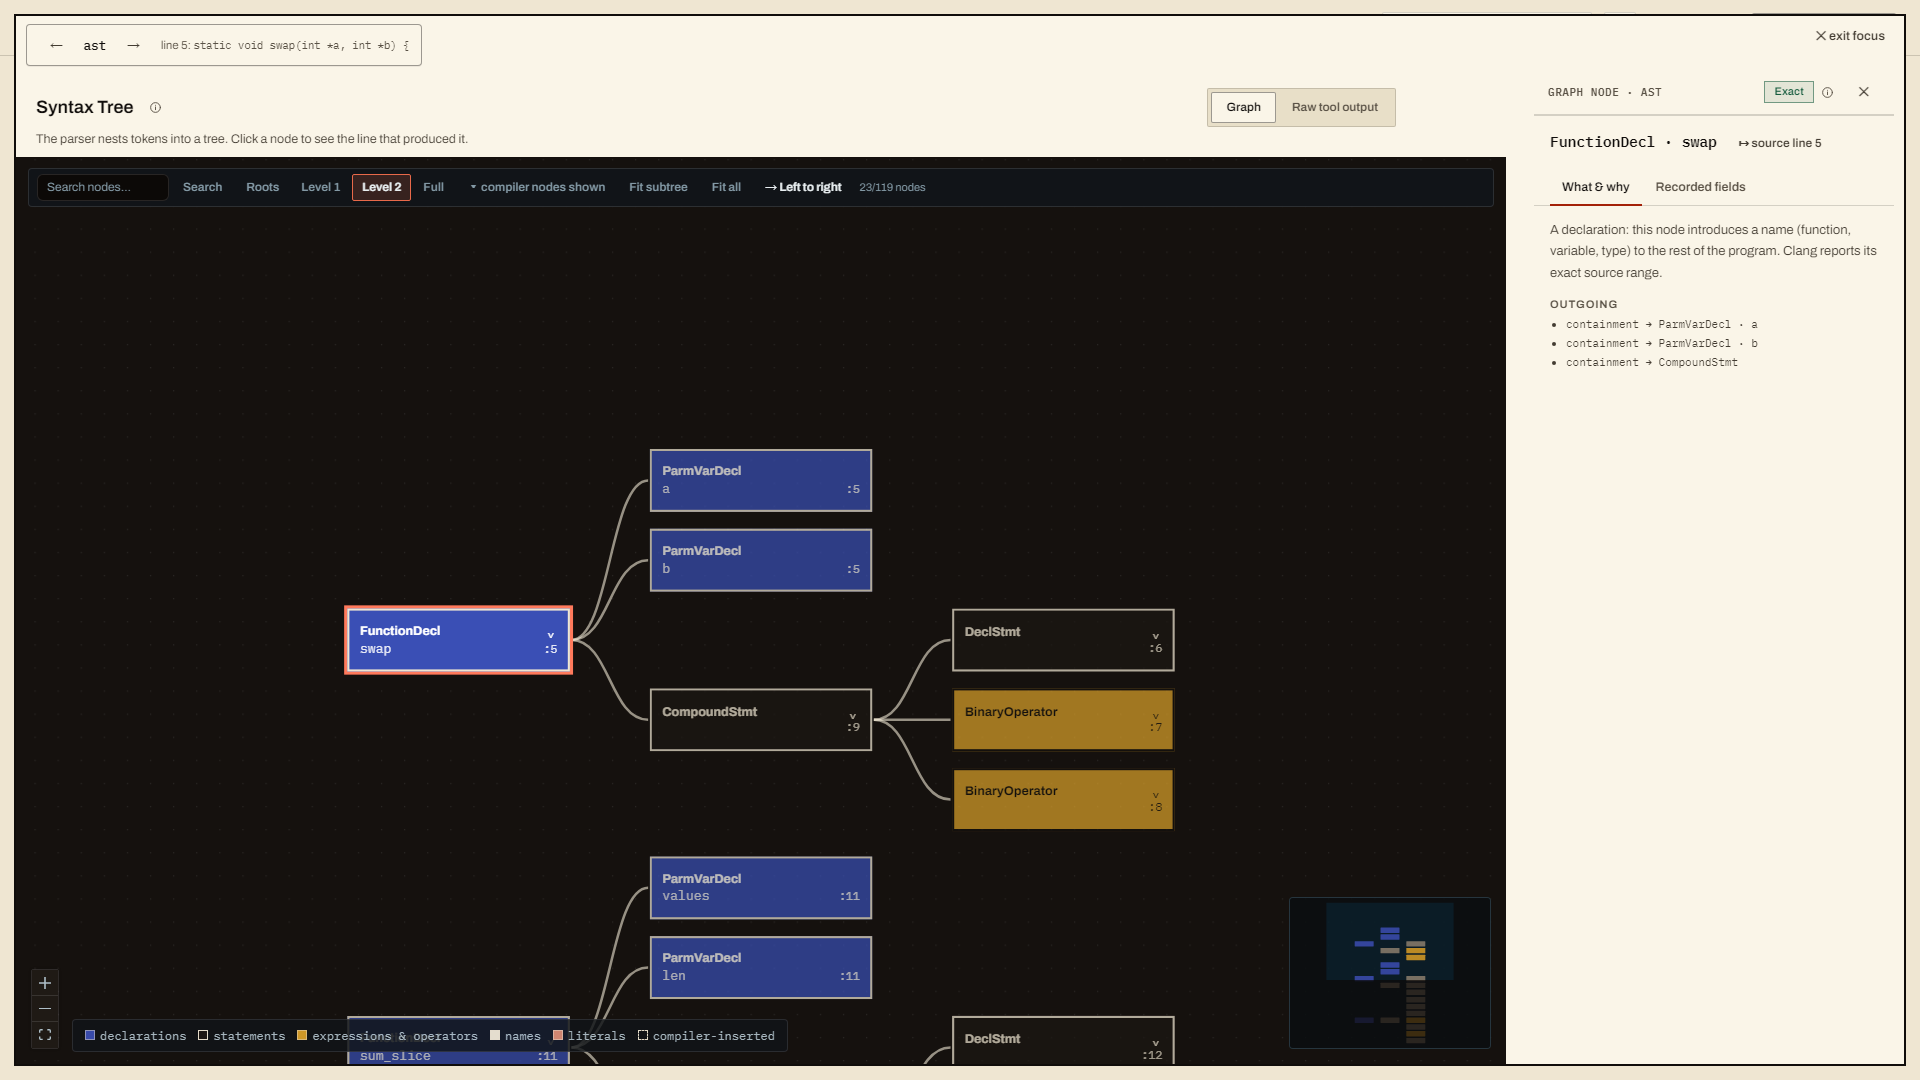 ← ast → line 5: static void swap(int *a, int *b) {
exit focus
Syntax Tree
Graph Raw tool output
The parser nests tokens into a tree. Click a node to see the line that produced it.
Search nodes... Search Roots Level 1 Level 2 Full compiler nodes shown Fit subtree Fit all → Left to right 23/119 nodes
ParmVarDecl
a :5
ParmVarDecl
b :5
FunctionDecl v
swap :5
DeclStmt v
:6
CompoundStmt v
:9
BinaryOperator v
:7
BinaryOperator v
:8
ParmVarDecl
values :11
ParmVarDecl
len :11
sum_slice :11
DeclStmt v
:12
declarations statements expressions & operators names literals compiler-inserted
GRAPH NODE · AST Exact
FunctionDecl · swap ↦ source line 5
What & why Recorded fields
A declaration: this node introduces a name (function,
variable, type) to the rest of the program. Clang reports its
exact source range.
OUTGOING
• containment → ParmVarDecl · a
• containment → ParmVarDecl · b
• containment → CompoundStmt